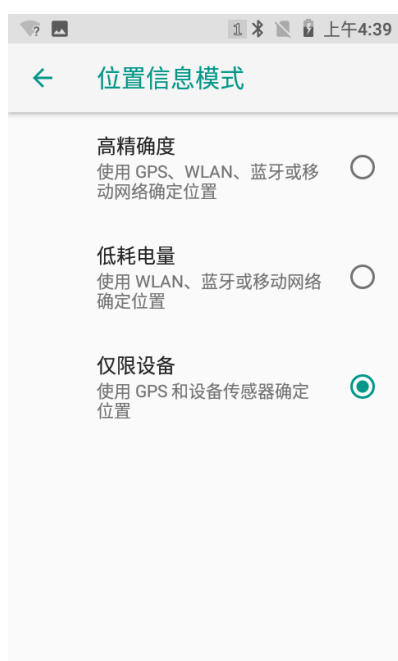 上午4:39
位置信息模式
高精确度
使用 GPS、WLAN、蓝牙或移
动网络确定位置
低耗电量
使用 WLAN、蓝牙或移动网络
确定位置
仅限设备
使用 GPS 和设备传感器确定
位置